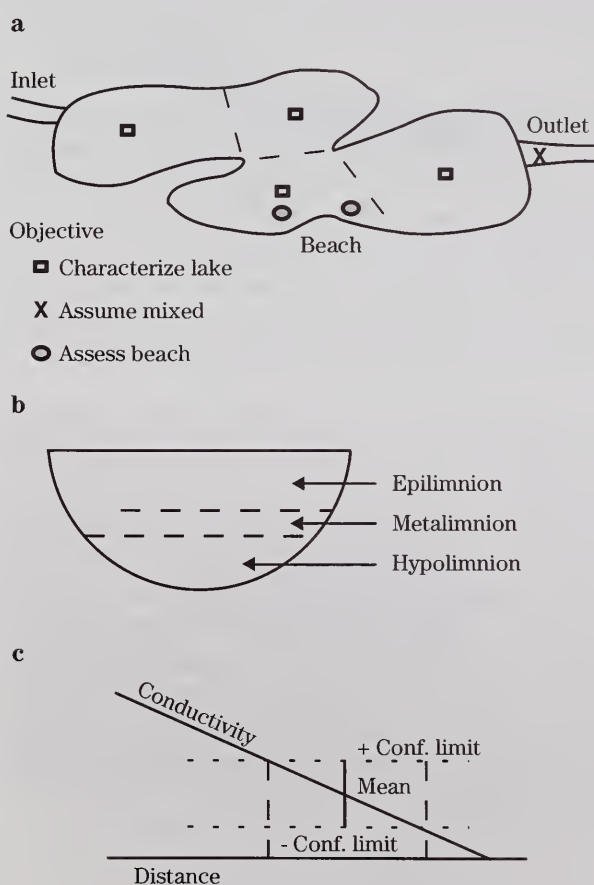 a
Inlet
Outlet
X
Beach
Objective
Characterize lake
X Assume mixed
Assess beach
b
Epilimnion
Metalimnion
Hypolimnion
c
Conductivity
+ Conf. limit
Mean
- Conf. limit
Distance